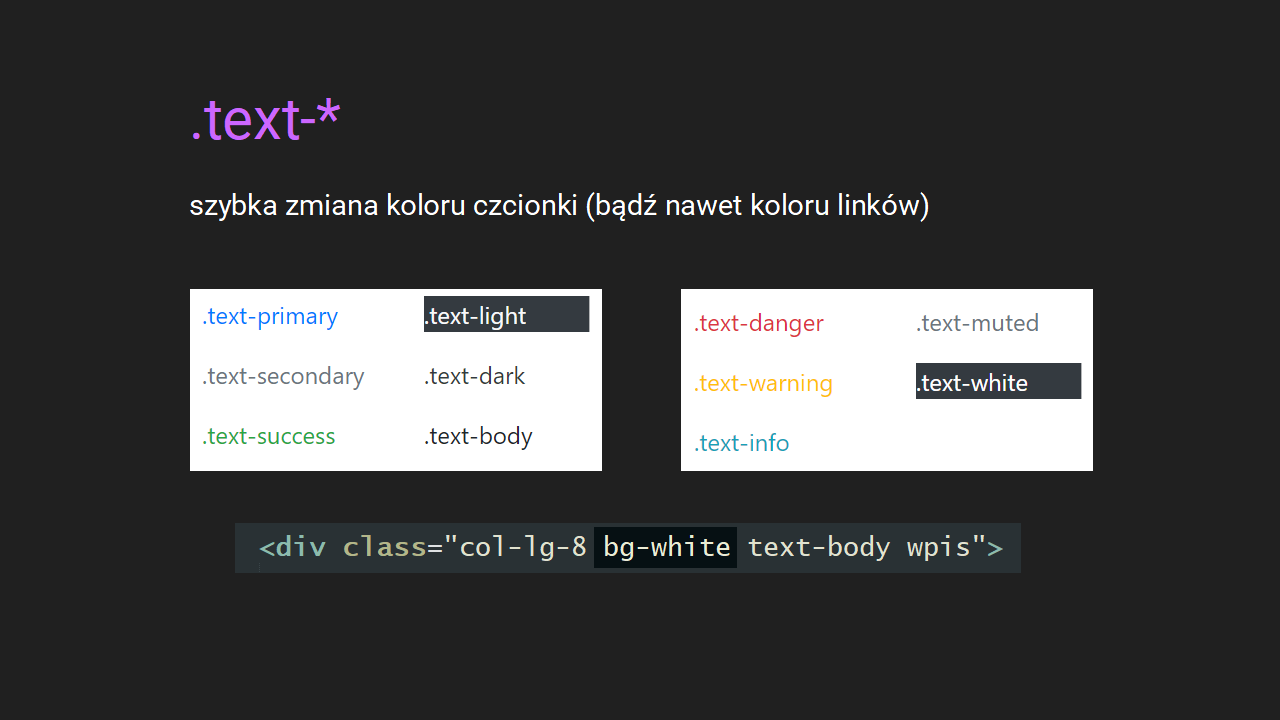 .text-*
szybka zmiana koloru czcionki (bądź nawet koloru linków)
.text-primary
.text-light
.text-secondary
.text-dark
.text-success
.text-body
.text-danger
.text-muted
.text-warning
.text-white
.text-info
<div class="col-lg-8 bg-white text-body wpis">